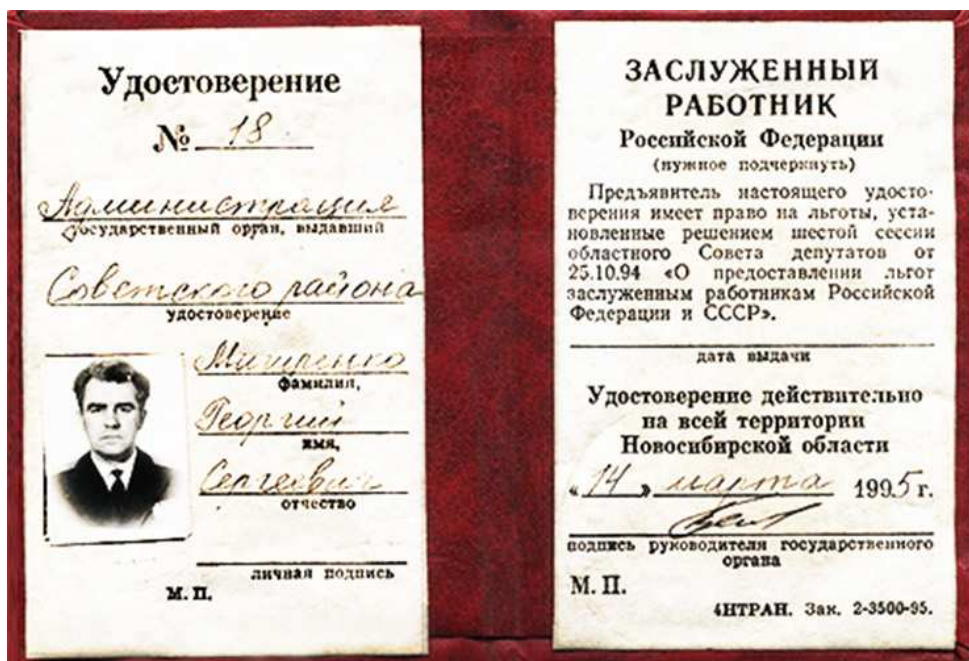 Удостоверение
№ 18
Администрация
государственный орган, выдавший
Советского района
удостоверение
фамилия,
Георгий
имя,
Сергеевич
отчество
личная подпись
М. П.
ЗАСЛУЖЕННЫЙ
РАБОТНИК
Российской Федерации
(нужное подчеркнуть)
Предъявитель настоящего удосто-
верения имеет право на льготы, уста-
новленные решением шестой сессии
областного Совета депутатов от
25.10.94 «О предоставлении льгот
заслуженным работникам Российской
Федерации и СССР».
дата выдачи
Удостоверение действительно
на всей территории
Новосибирской области
« 14 » марта 1995 г.
подпись руководителя государственного
органа
М. П.
4НТРАН. Зак. 2-3500-95.